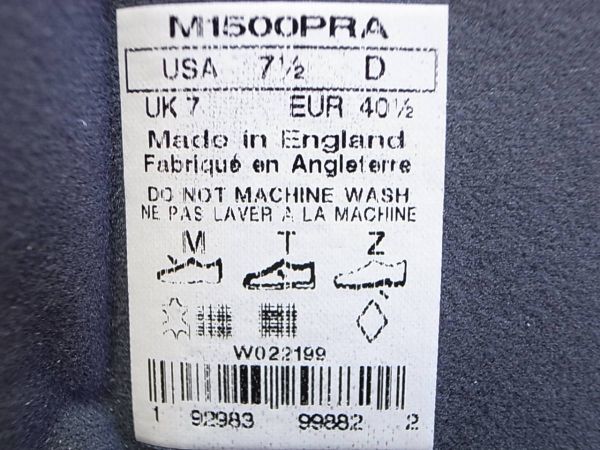 M1500PRA
USA 7½ D
UK 7 EUR 40½
Made in England
Fabriqué en Angleterre
DO NOT MACHINE WASH
NE PAS LAVER A LA MACHINE
M T Z
W022199
1 92983 99882 2